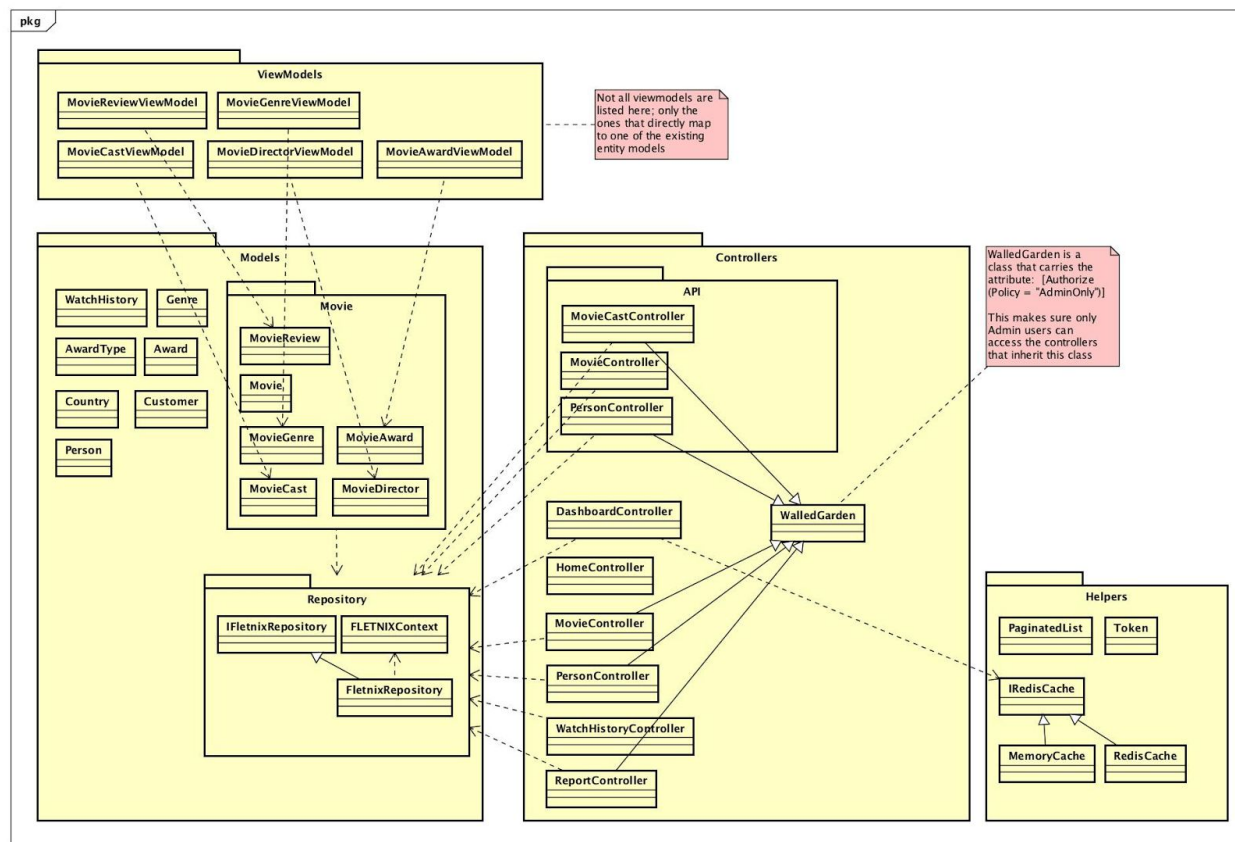 pkg
ViewModels
MovieReviewViewModel
MovieGenreViewModel
MovieCastViewModel
MovieDirectorViewModel
MovieAwardViewModel
Not all viewmodels are
listed here; only the
ones that directly map
to one of the existing
entity models
Models
WatchHistory
Genre
AwardType
Award
Country
Customer
Person
Movie
MovieReview
Movie
MovieGenre
MovieAward
MovieCast
MovieDirector
Repository
IFletnixRepository
FLETNIXContext
FletnixRepository
Controllers
API
MovieCastController
MovieController
PersonController
WalledGarden
DashboardController
HomeController
MovieController
PersonController
WatchHistoryController
ReportController
WalledGarden is a
class that carries the
attribute: [Authorize
(Policy = "AdminOnly")]
This makes sure only
Admin users can
access the controllers
that inherit this class
Helpers
PaginatedList
Token
IRedisCache
MemoryCache
RedisCache